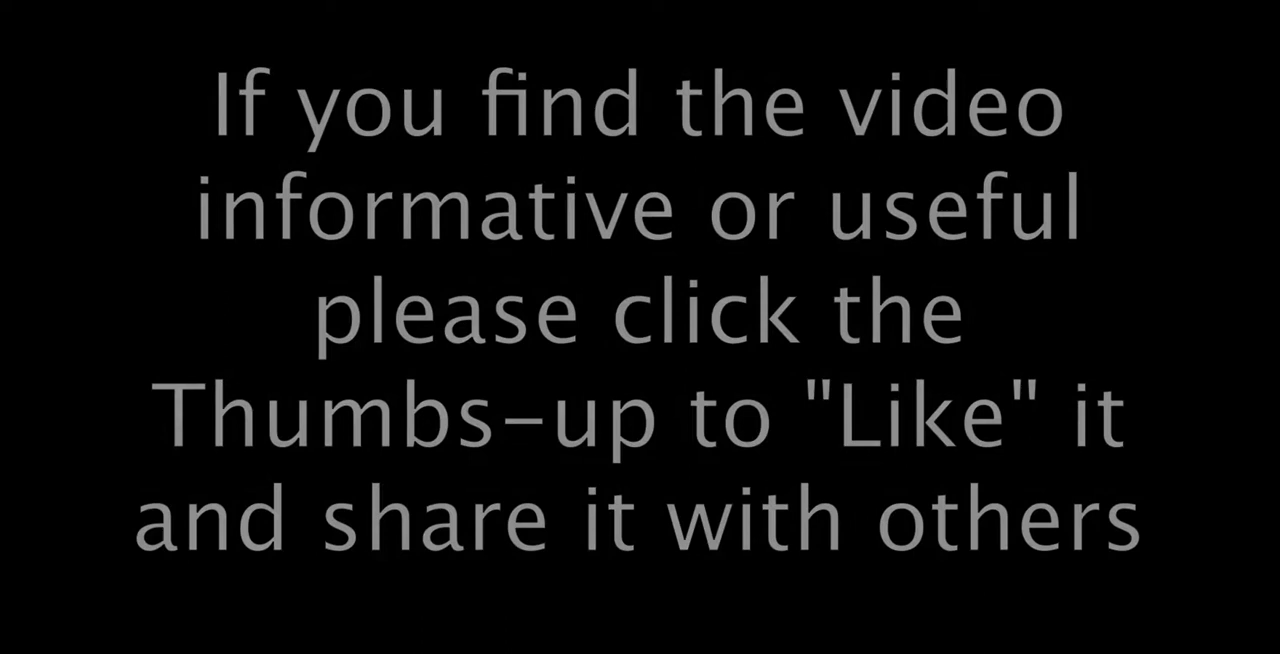 If you find the video
informative or useful
please click the
Thumbs-up to "Like" it
and share it with others